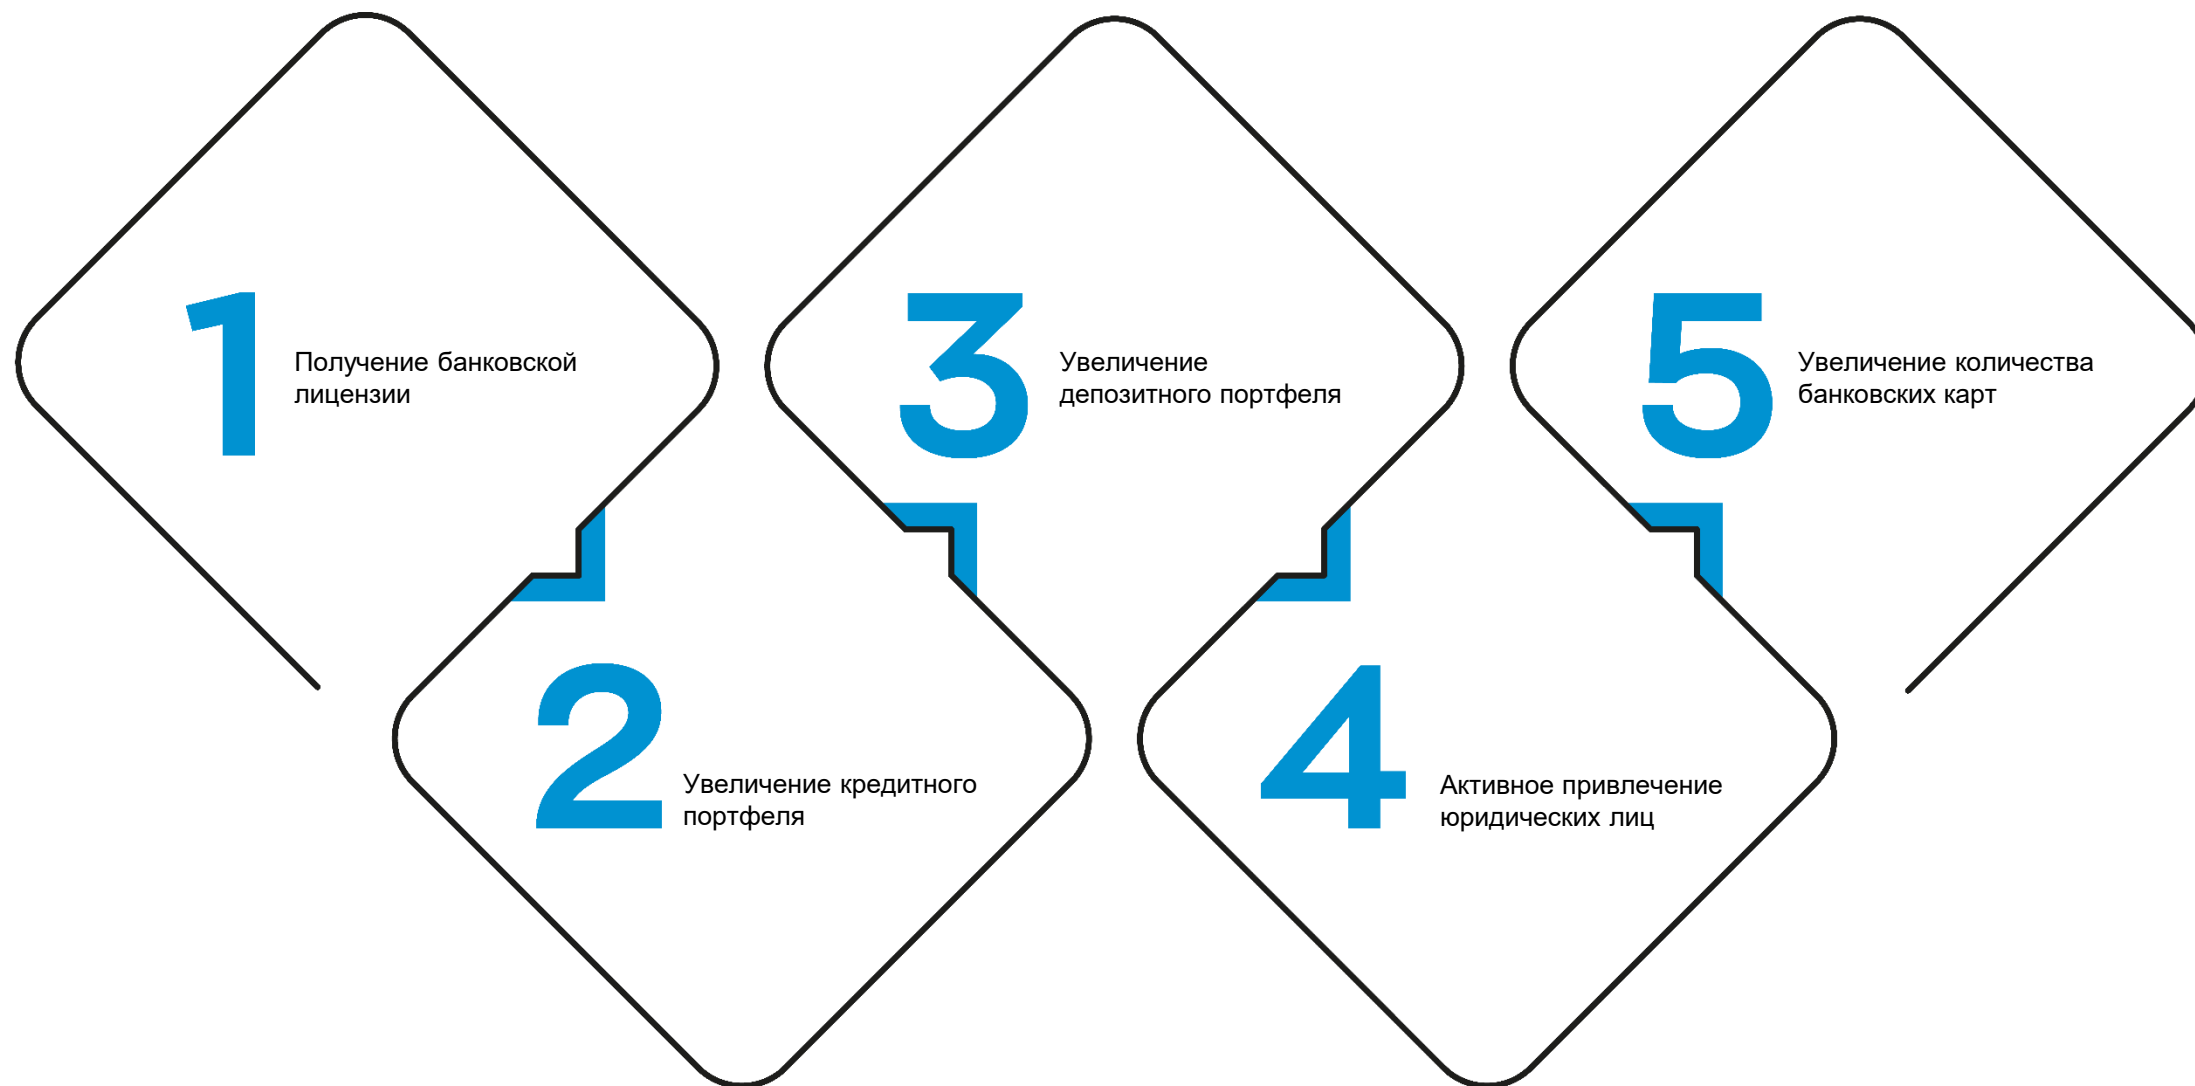 1
Получение банковской
лицензии
2
Увеличение кредитного
портфеля
3
Увеличение
депозитного портфеля
4
Активное привлечение
юридических лиц
5
Увеличение количества
банковских карт